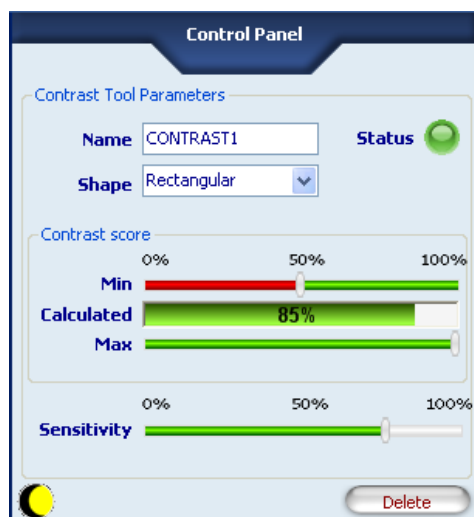 Control Panel
Contrast Tool Parameters
Name CONTRAST1 Status
Shape Rectangular
Contrast score
0% 50% 100%
Min
Calculated 85%
Max
0% 50% 100%
Sensitivity
Delete